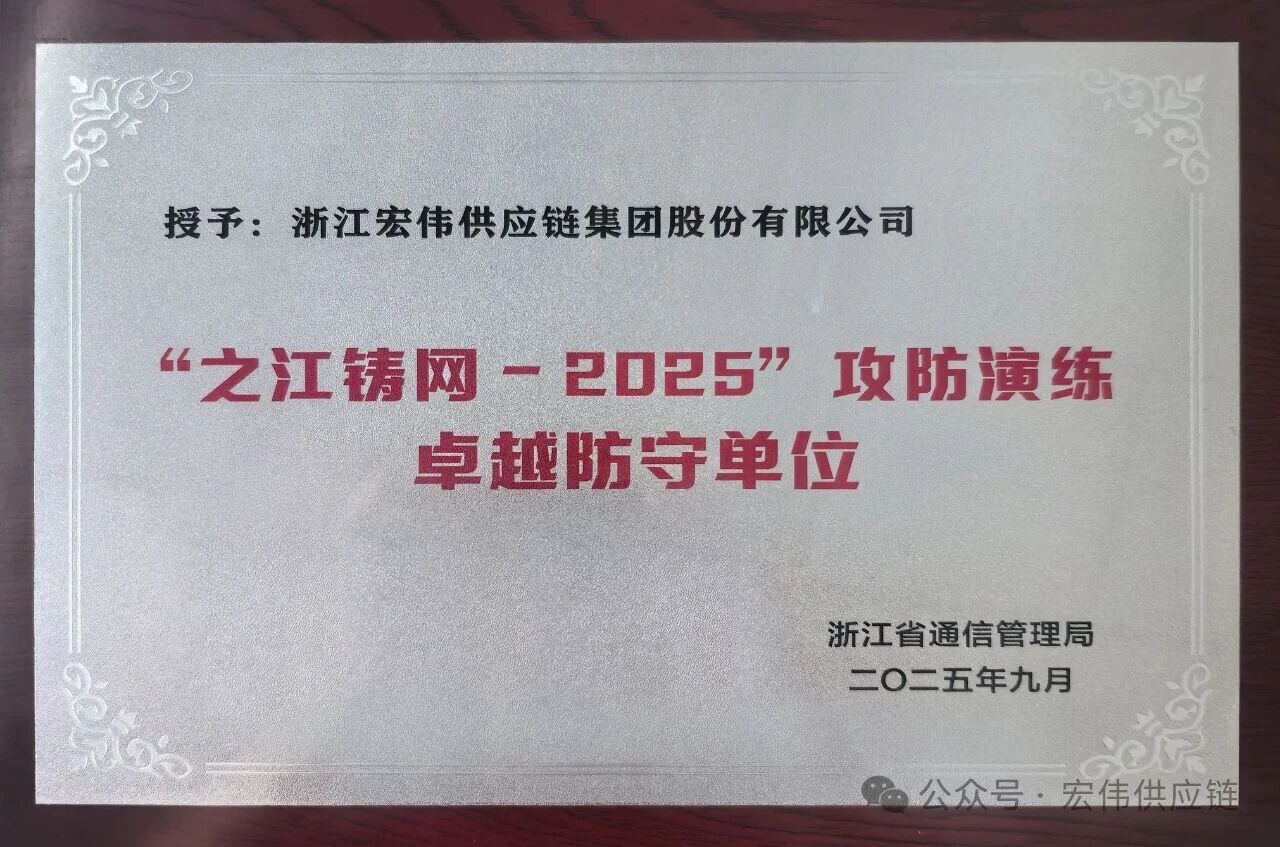 授予：浙江宏伟供应链集团股份有限公司
“之江铸网－2025”攻防演练
卓越防守单位
浙江省通信管理局
二〇二五年九月
公众号·宏伟供应链